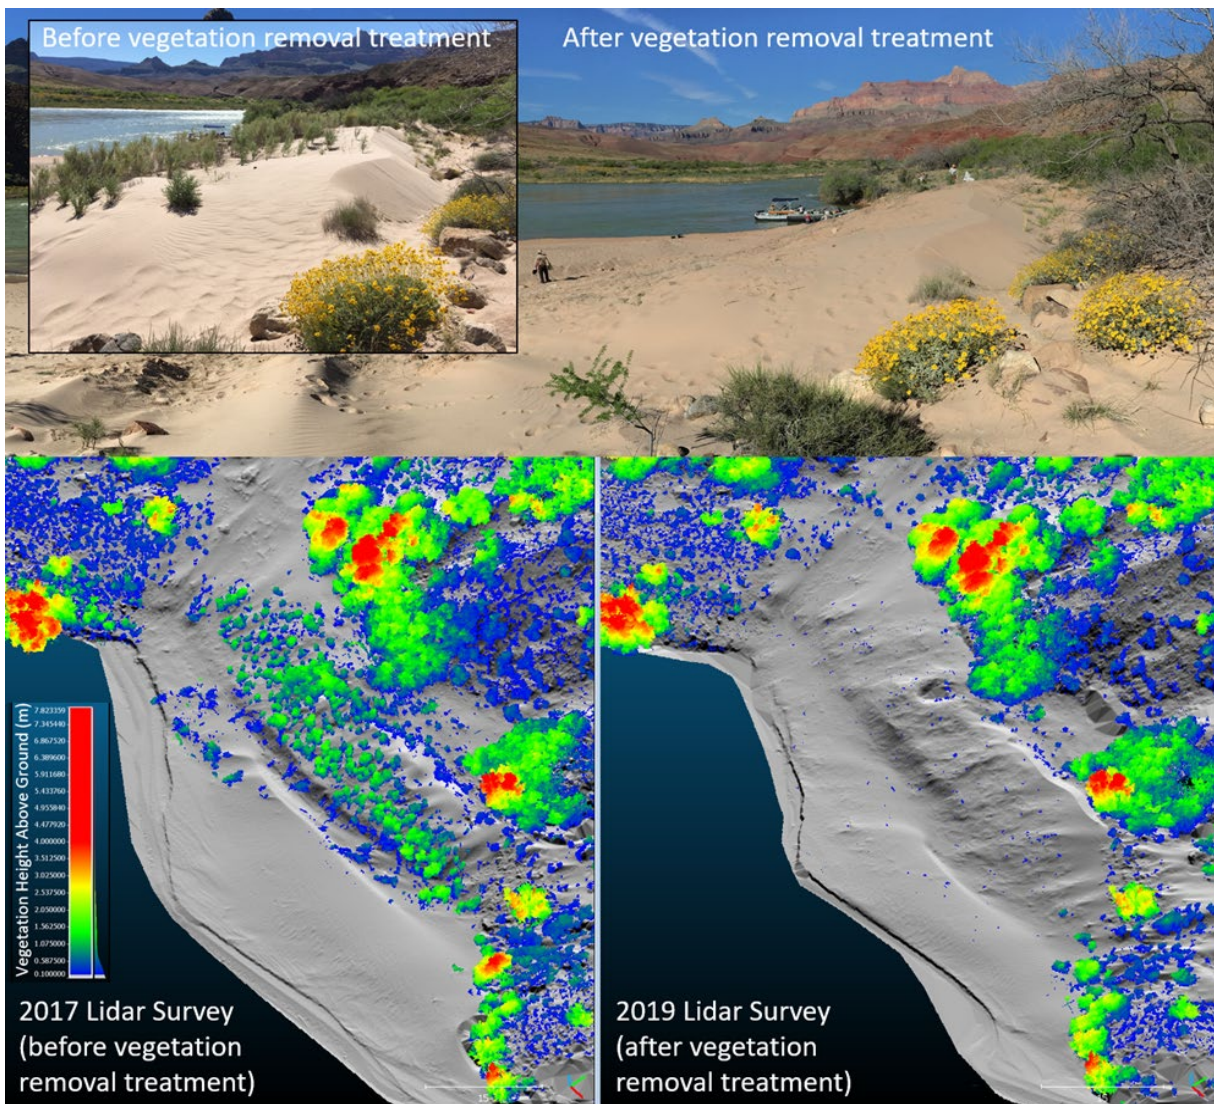 Before vegetation removal treatment
After vegetation removal treatment
Vegetation Height Above Ground (m)
7.823359
7.345440
6.867520
6.389600
5.911680
5.433760
4.955840
4.477920
4.000000
3.512500
3.025000
2.537500
2.050000
1.562500
1.075000
0.587500
0.100000
2017 Lidar Survey
(before vegetation
removal treatment)
2019 Lidar Survey
(after vegetation
removal treatment)